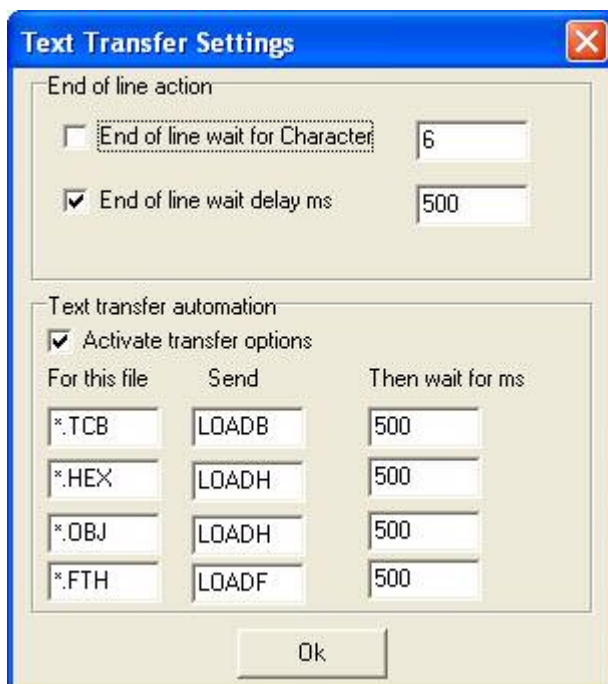 Text Transfer Settings
End of line action
End of line wait for Character 6
End of line wait delay ms 500
Text transfer automation
Activate transfer options
For this file Send Then wait for ms
*.TCB LOADB 500
*.HEX LOADH 500
*.OBJ LOADH 500
*.FTH LOADF 500
Ok